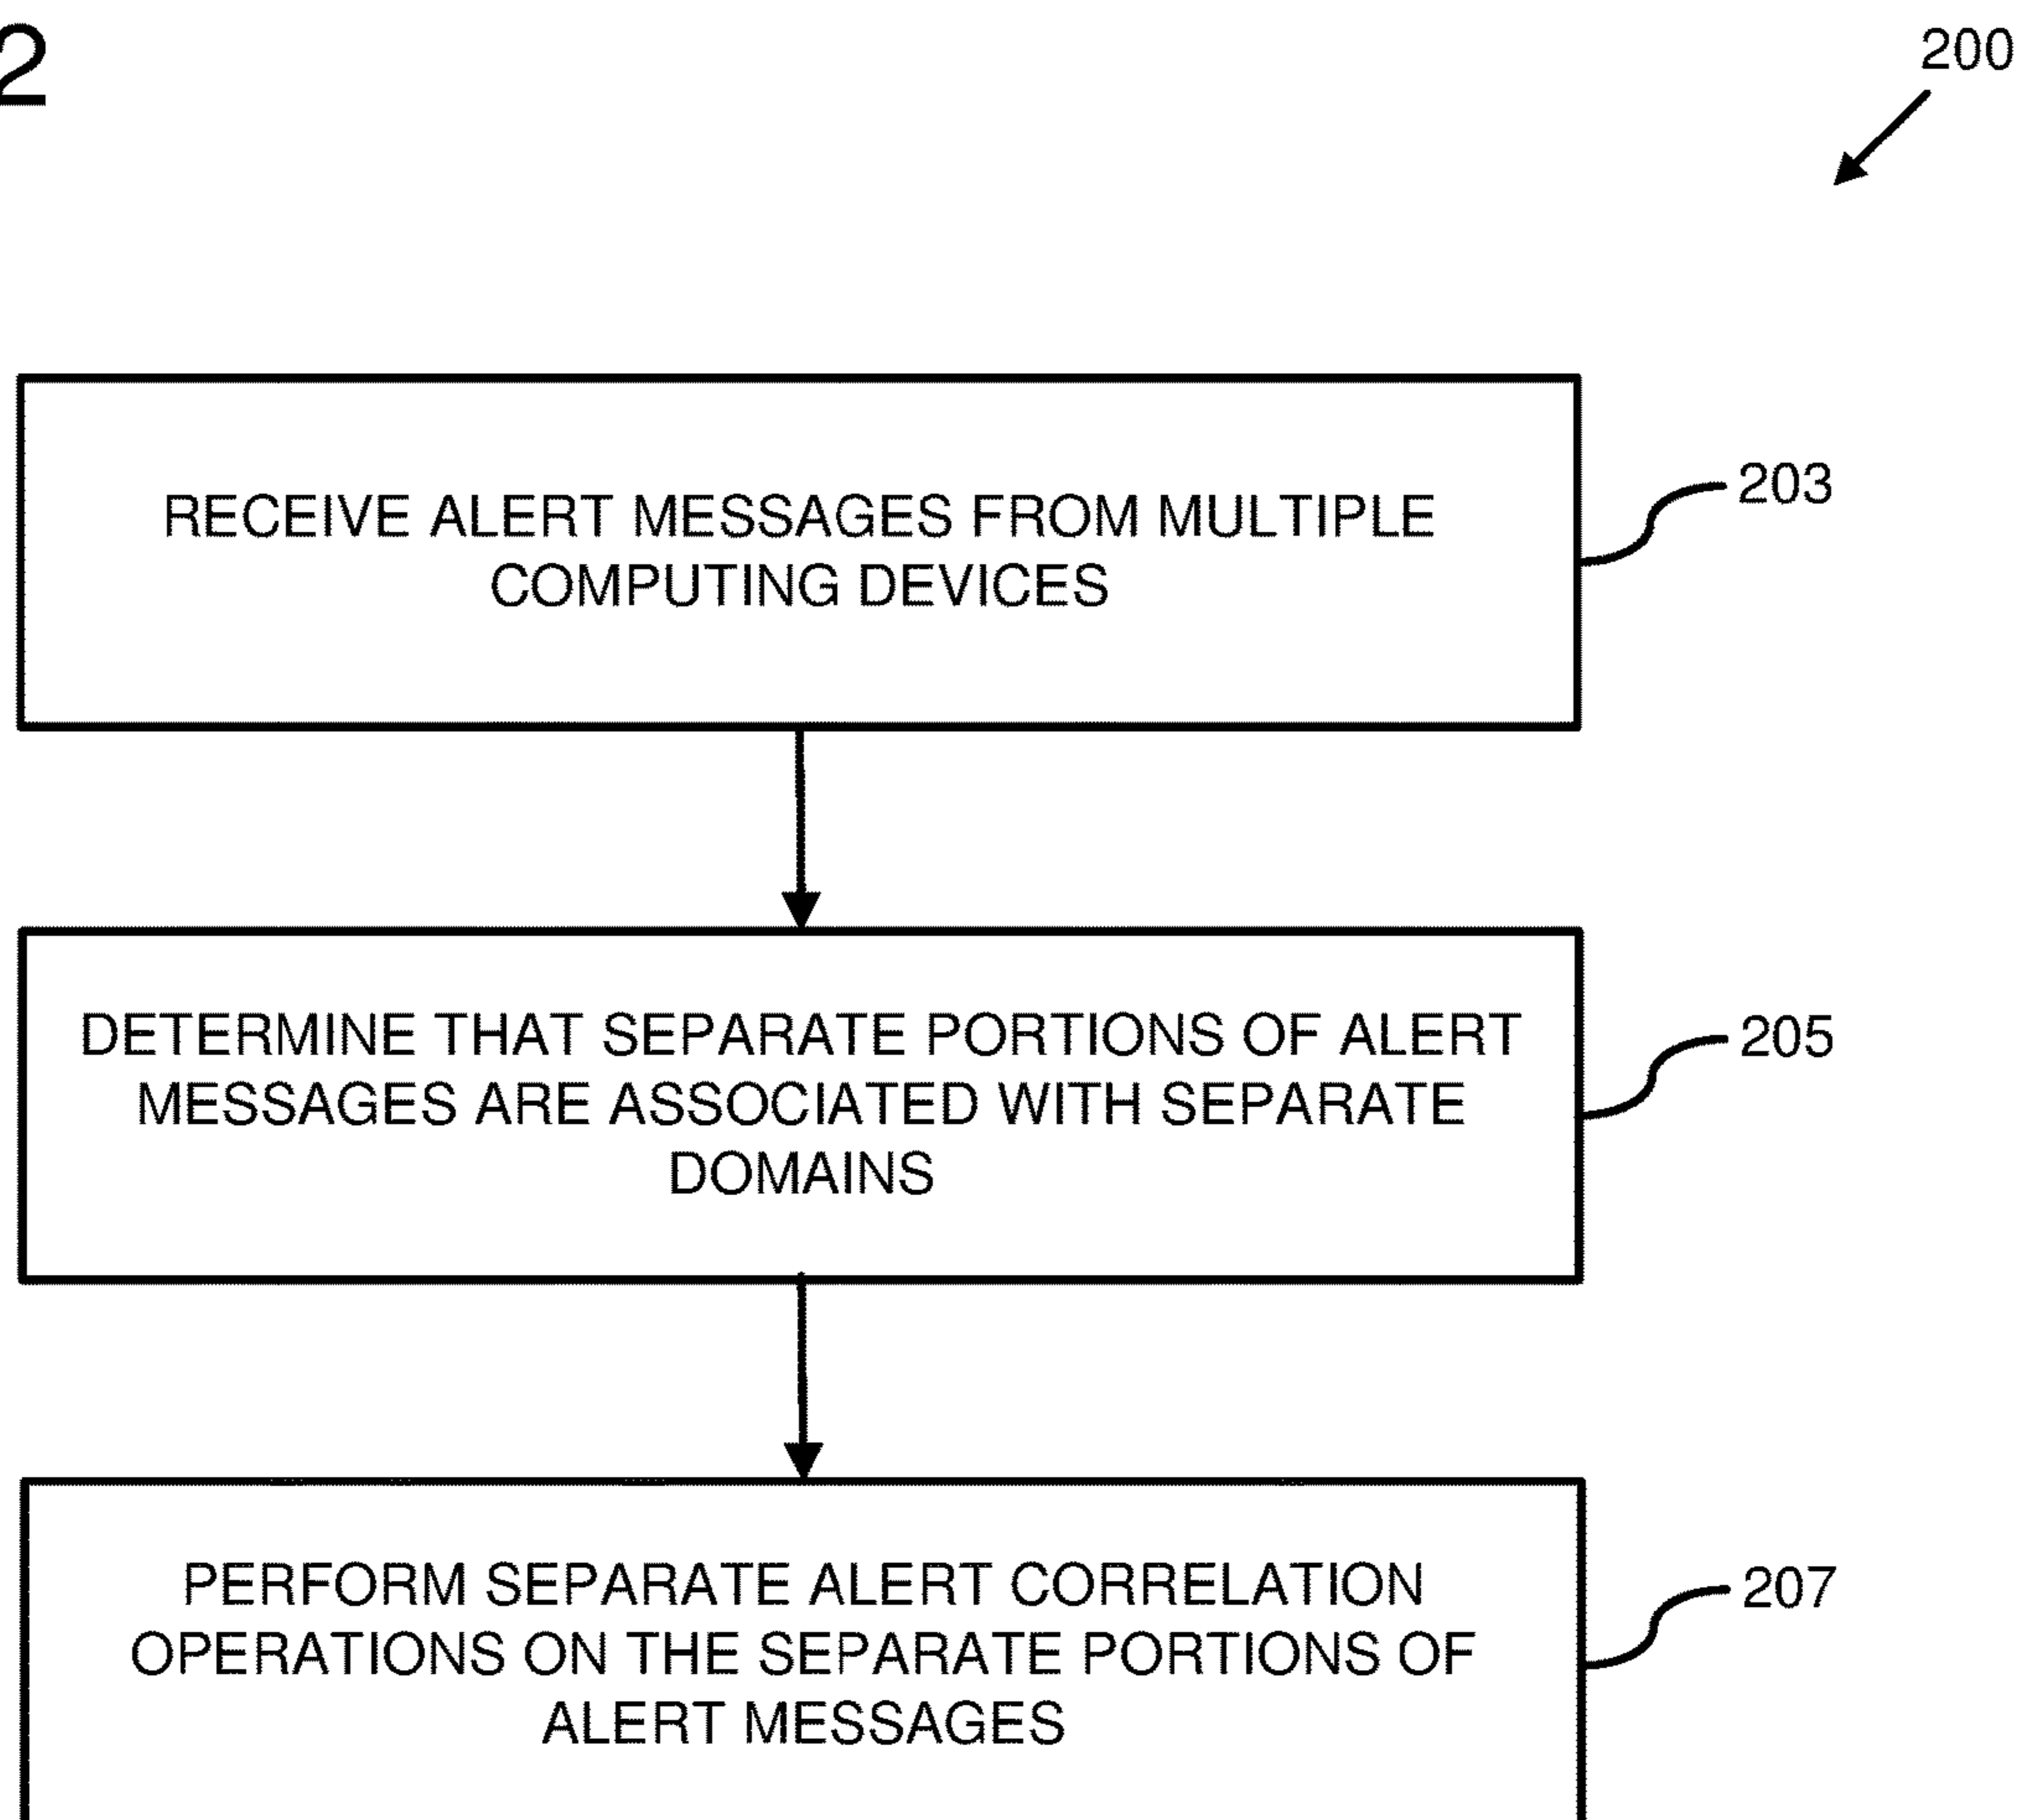 2
200
RECEIVE ALERT MESSAGES FROM MULTIPLE
COMPUTING DEVICES
203
DETERMINE THAT SEPARATE PORTIONS OF ALERT
MESSAGES ARE ASSOCIATED WITH SEPARATE
DOMAINS
205
PERFORM SEPARATE ALERT CORRELATION
OPERATIONS ON THE SEPARATE PORTIONS OF
ALERT MESSAGES
207